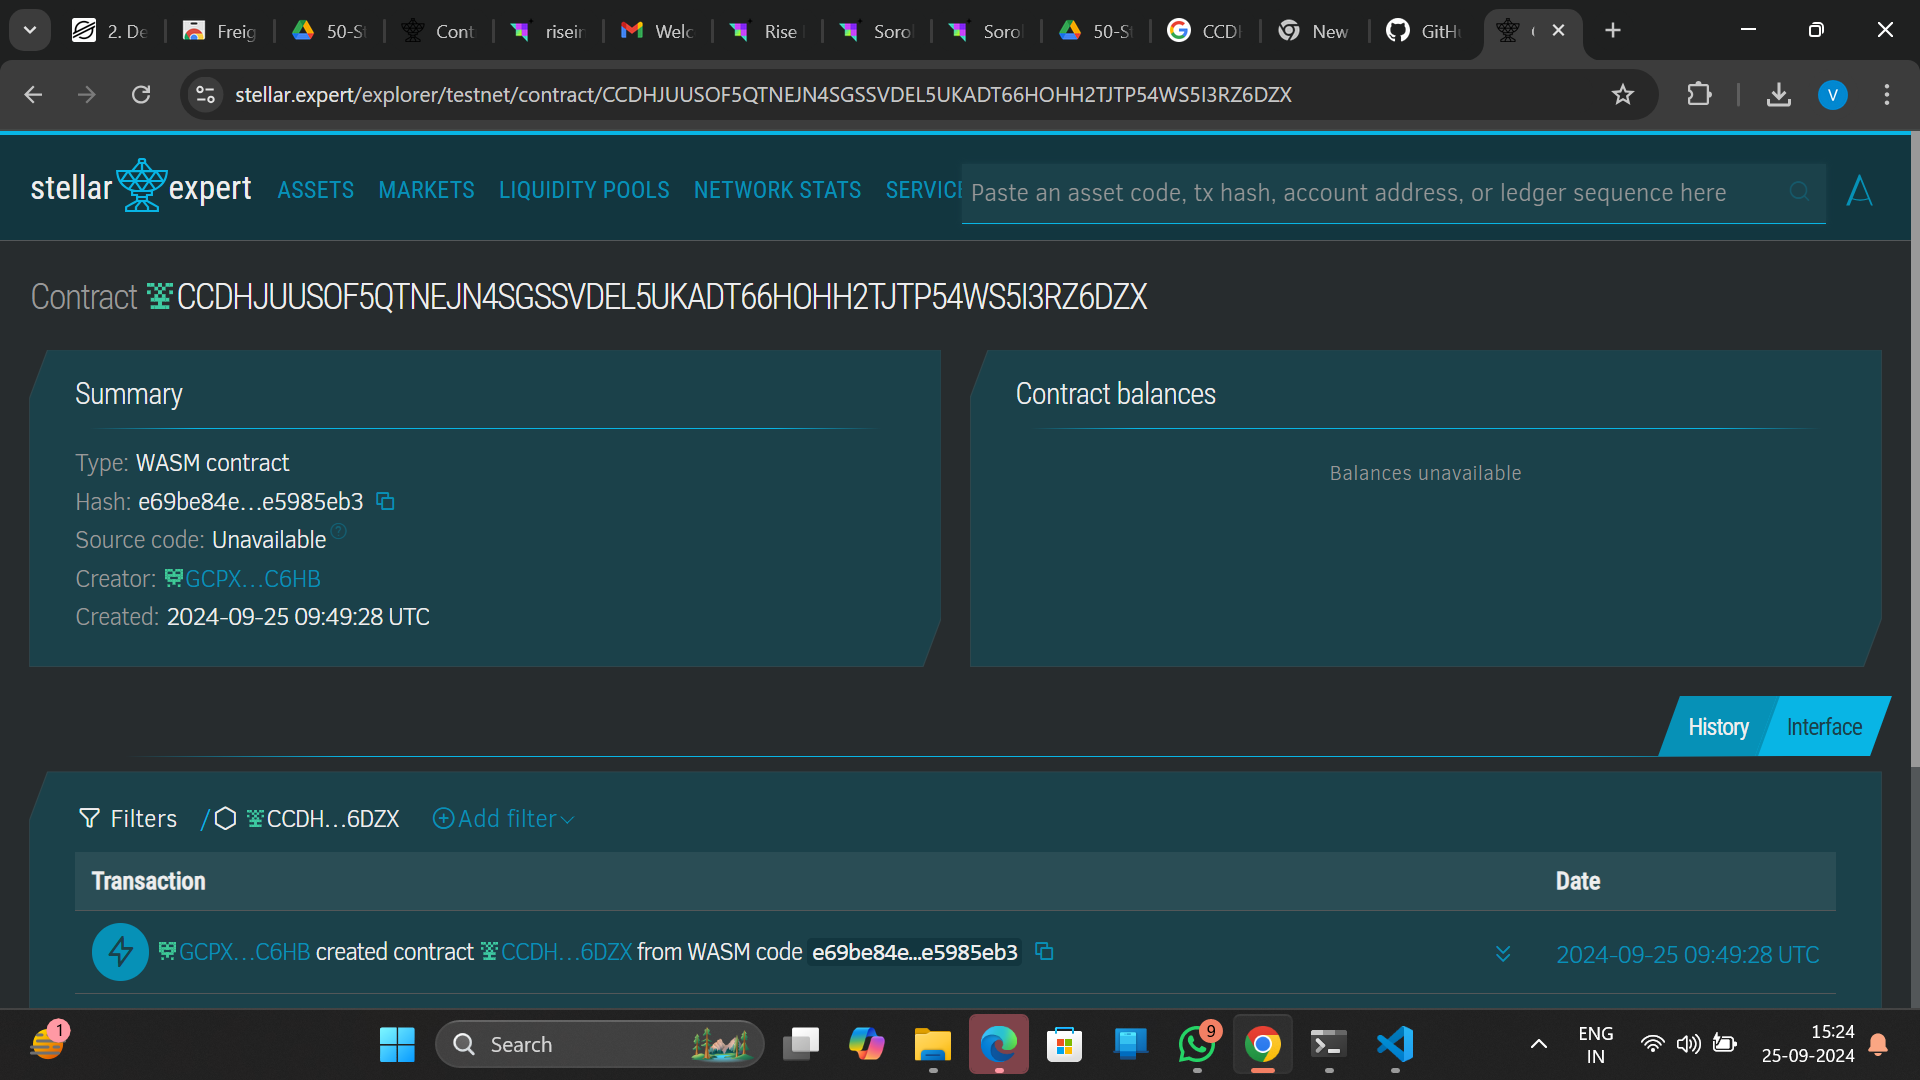 2. De
Freig
50-St
Cont
risein
Welc
Rise
Sorol
Sorol
50-St
CCDH
New
GitHu
stellar.expert/explorer/testnet/contract/CCDHJUUSOF5QTNEJN4SGSSVDEL5UKADT66HOHH2TJTP54WS5I3RZ6DZX
V
stellar expert
ASSETS
MARKETS
LIQUIDITY POOLS
NETWORK STATS
SERVICE
Paste an asset code, tx hash, account address, or ledger sequence here
Contract CCDHJUUSOF5QTNEJN4SGSSVDEL5UKADT66HOHH2TJTP54WS5I3RZ6DZX
Summary
Type: WASM contract
Hash: e69be84e…e5985eb3
Source code: Unavailable
Creator: GCPX…C6HB
Created: 2024-09-25 09:49:28 UTC
Contract balances
Balances unavailable
History
Interface
Filters / CCDH…6DZX Add filter
Transaction
Date
GCPX…C6HB created contract CCDH…6DZX from WASM code e69be84e...e5985eb3
2024-09-25 09:49:28 UTC
1
Search
9
ENG
IN
15:24
25-09-2024